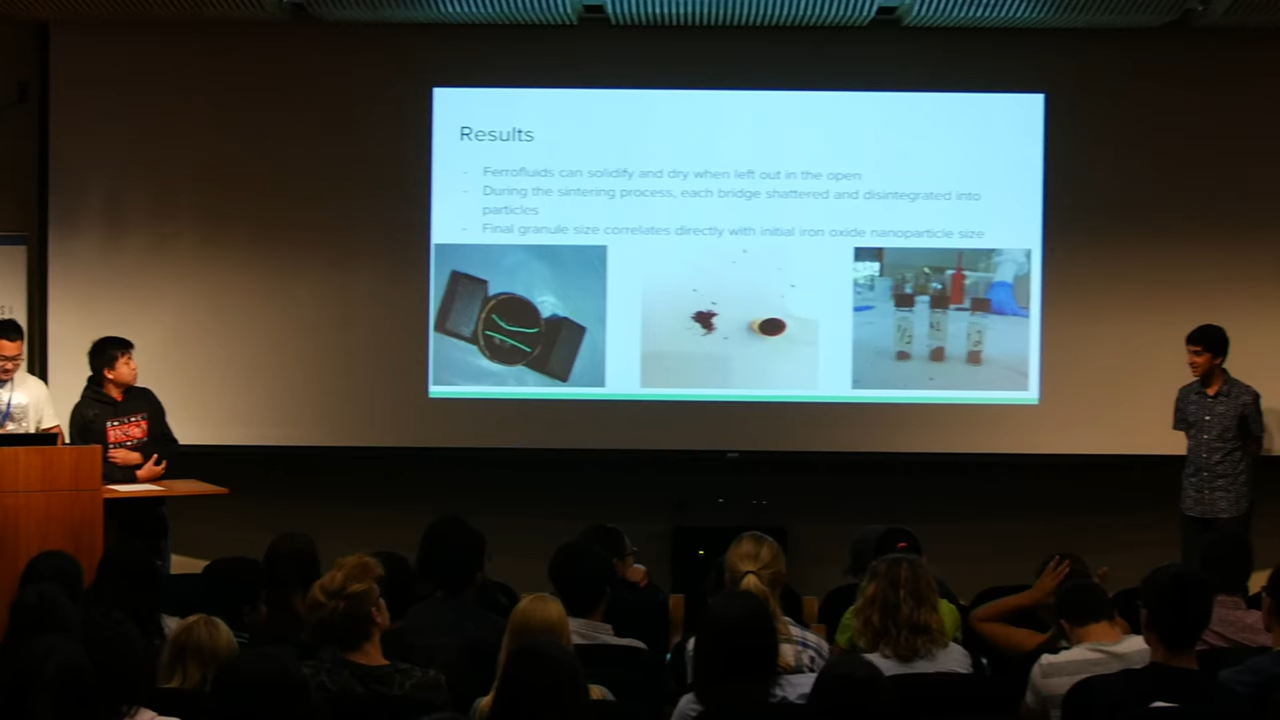 Results
- Ferrofluids can solidify and dry when left out in the open
- During the sintering process, each bridge shattered and disintegrated into
particles
- Final granule size correlates directly with initial iron oxide nanoparticle size